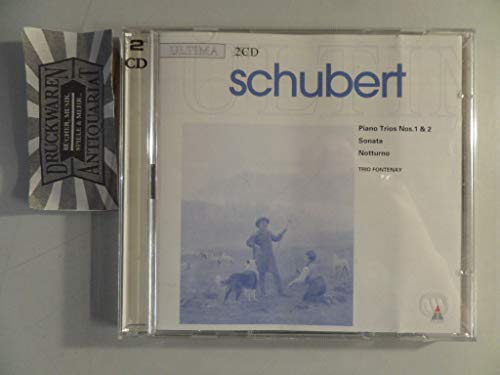 DRUCKWAREN
BÜCHER, MUSIK,
SPIELE & MEHR...
ANTIQUARIAT
2
CD
ULTIMA
2CD
schubert
Piano Trios Nos.1 & 2
Sonata
Notturno
TRIO FONTENAY